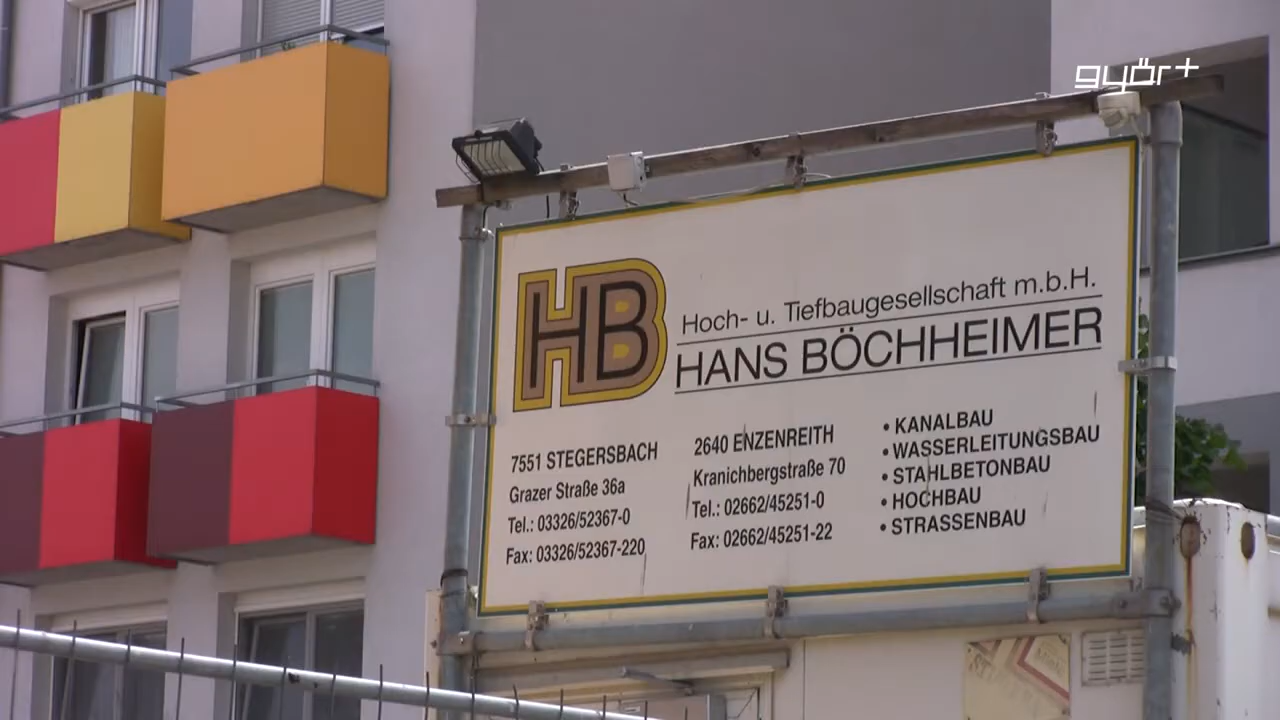 győr+
HB
Hoch- u. Tiefbaugesellschaft m.b.H.
HANS BÖCHHEIMER
7551 STEGERSBACH
Grazer Straße 36a
Tel.: 03326/52367-0
Fax: 03326/52367-220
2640 ENZENREITH
Kranichbergstraße 70
Tel.: 02662/45251-0
Fax: 02662/45251-22
• KANALBAU
• WASSERLEITUNGSBAU
• STAHLBETONBAU
• HOCHBAU
• STRASSENBAU